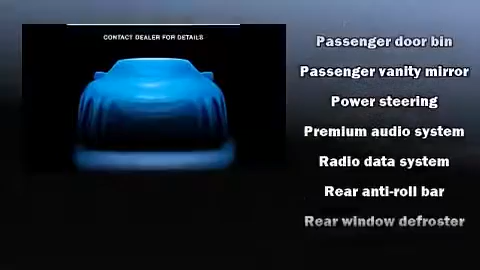 CONTACT DEALER FOR DETAILS
Passenger door bin
Passenger vanity mirror
Power steering
Premium audio system
Radio data system
Rear anti-roll bar
Rear window defroster